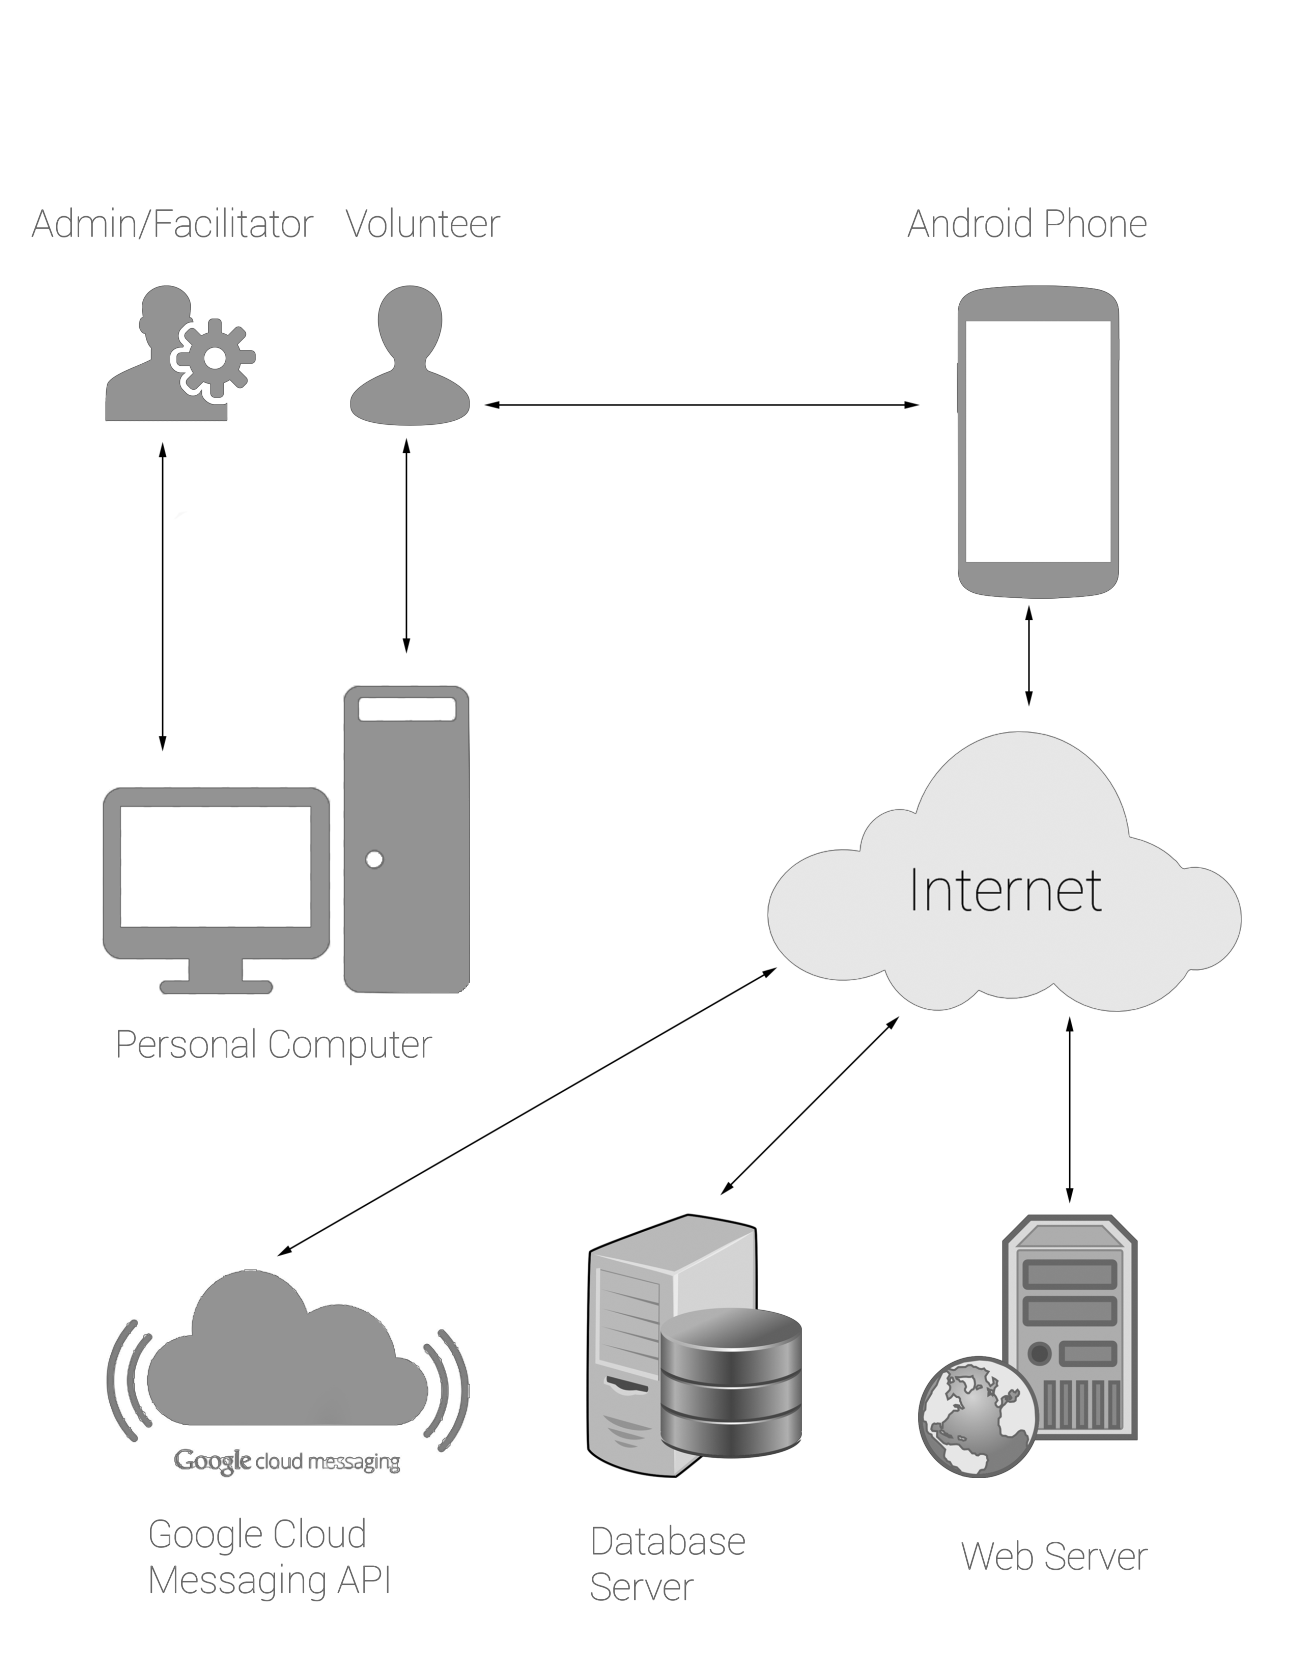 Admin/Facilitator
Volunteer
Android Phone
Internet
Personal Computer
Google cloud messaging
Google Cloud
Messaging API
Database
Server
Web Server